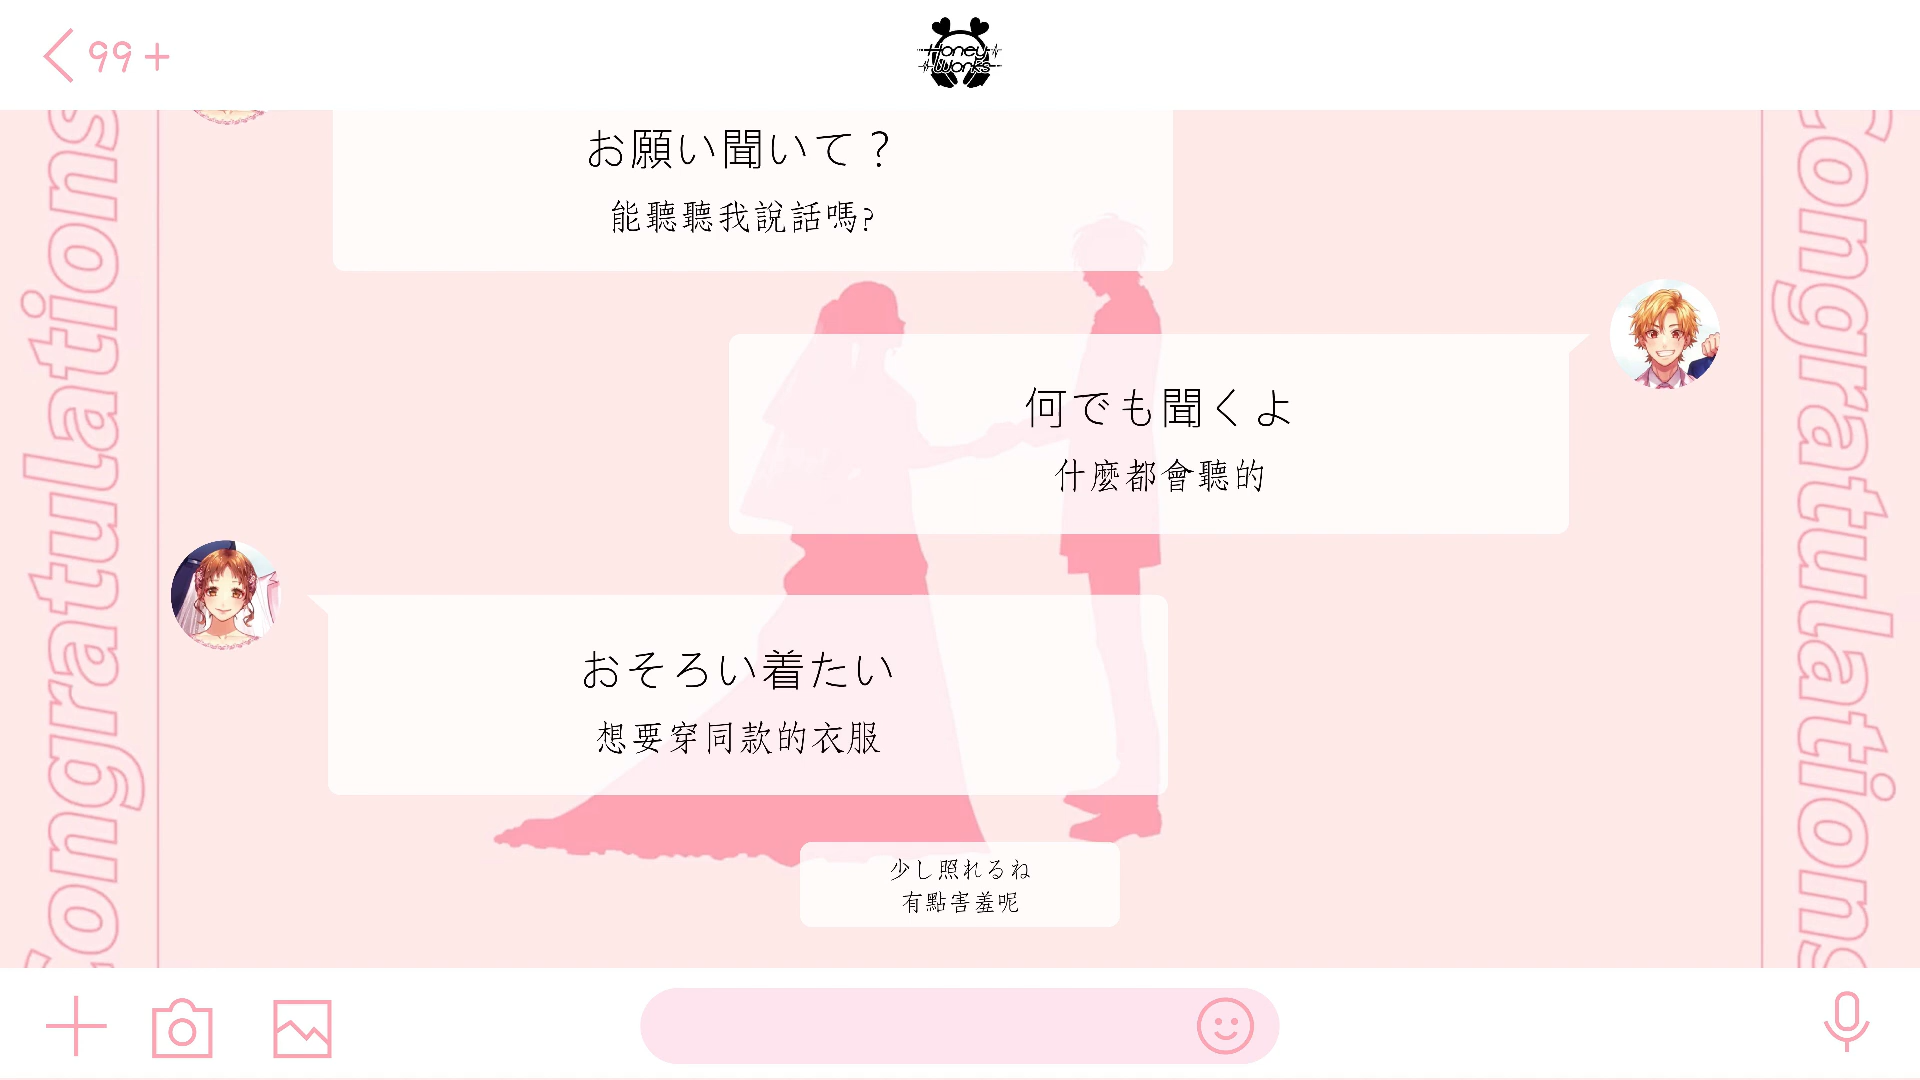 99+
Honey Works
お願い聞いて？
能聽聽我說話嗎?
何でも聞くよ
什麼都會聽的
おそろい着たい
想要穿同款的衣服
少し照れるね
有點害羞呢
Congratulations
Congratulations